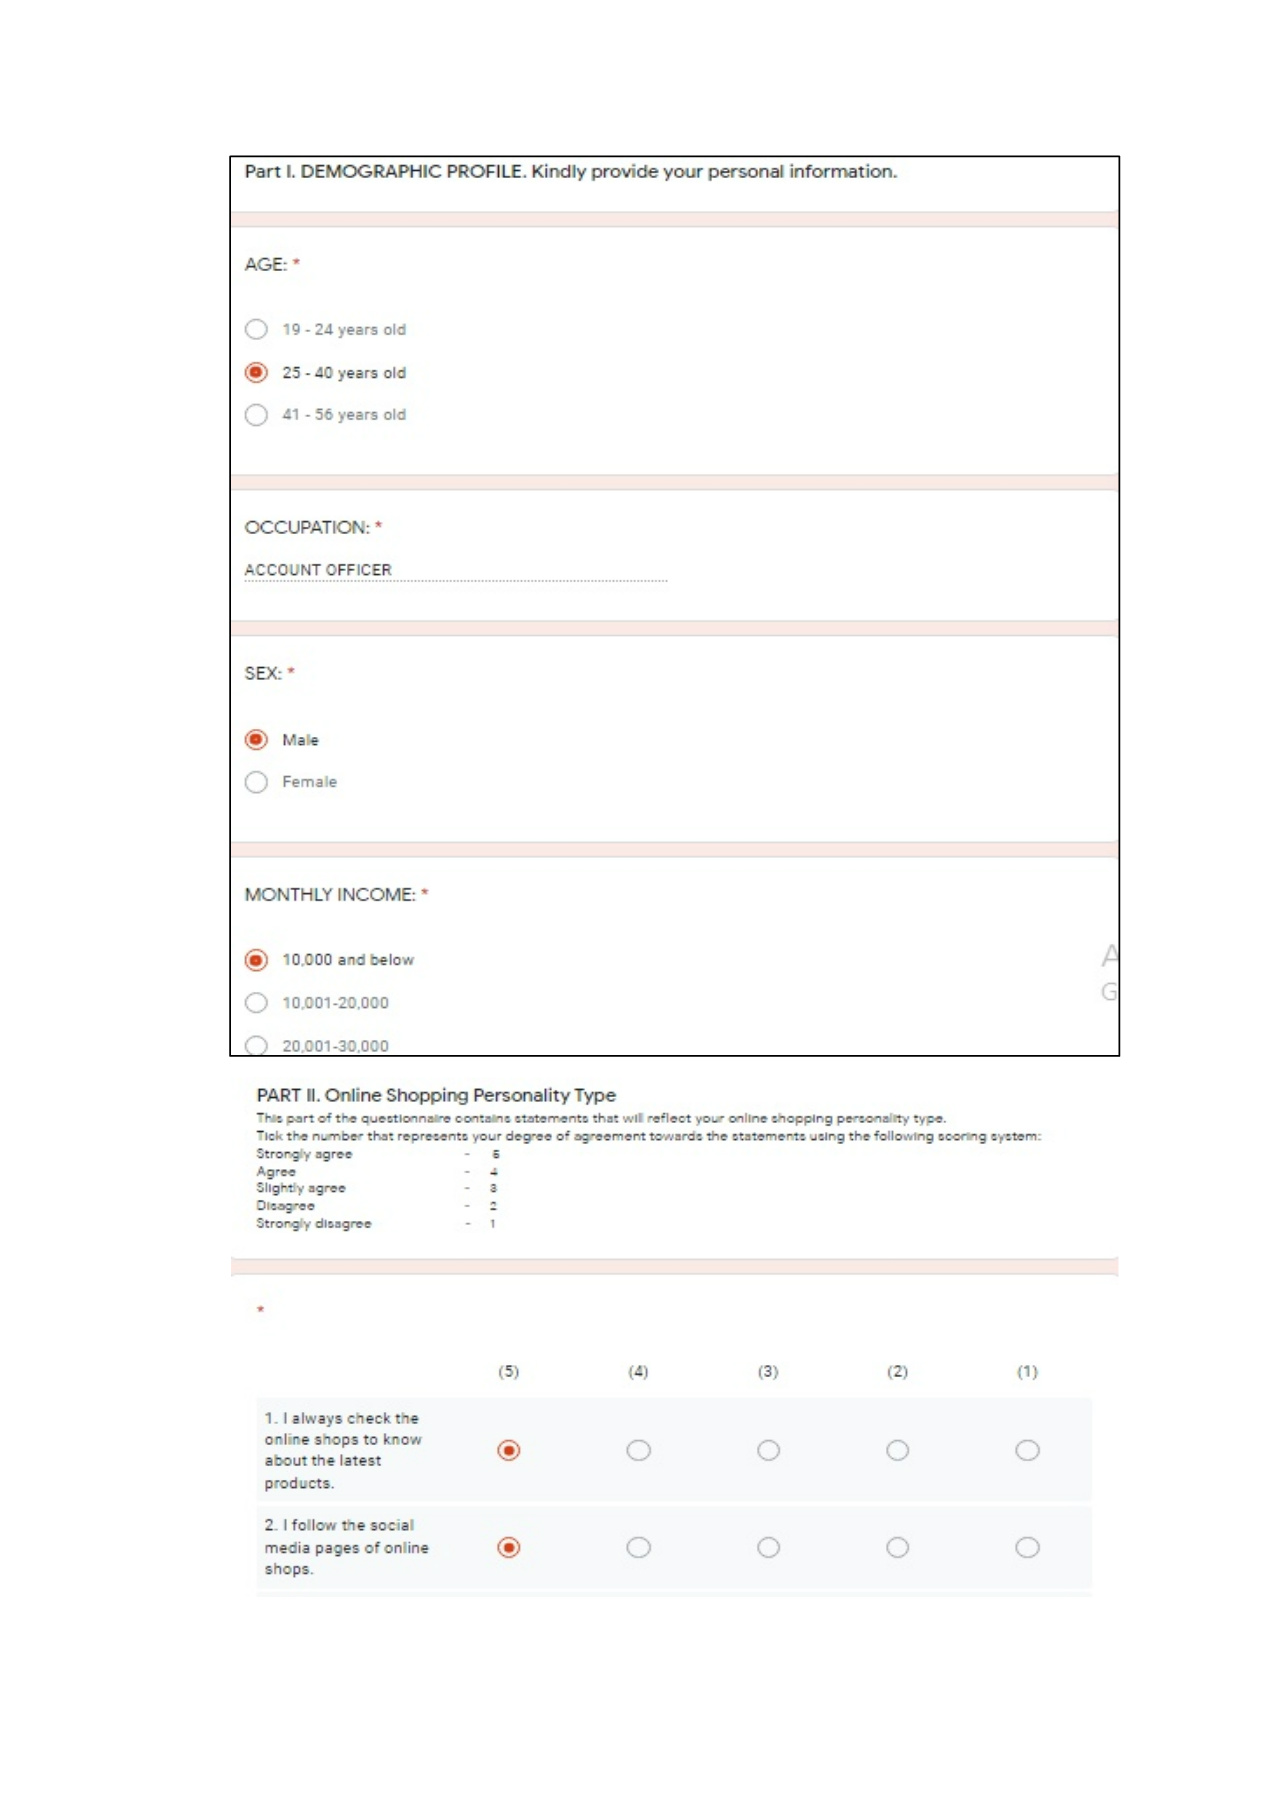 Part I. DEMOGRAPHIC PROFILE. Kindly provide your personal information.
AGE: *
19 - 24 years old
25 - 40 years old
41 - 56 years old
OCCUPATION: *
ACCOUNT OFFICER
SEX: *
Male
Female
MONTHLY INCOME: *
10,000 and below
A
10,001-20,000
G
20,001-30,000
PART II. Online Shopping Personality Type
This part of the questionnaire contains statements that will reflect your online shopping personality type.
Tick the number that represents your degree of agreement towards the statements using the following scoring system:
Strongly agree - 5
Agree - 4
Slightly agree - 3
Disagree - 2
Strongly disagree - 1
*
(5) (4) (3) (2) (1)
1. I always check the
online shops to know
about the latest
products.
2. I follow the social
media pages of online
shops.